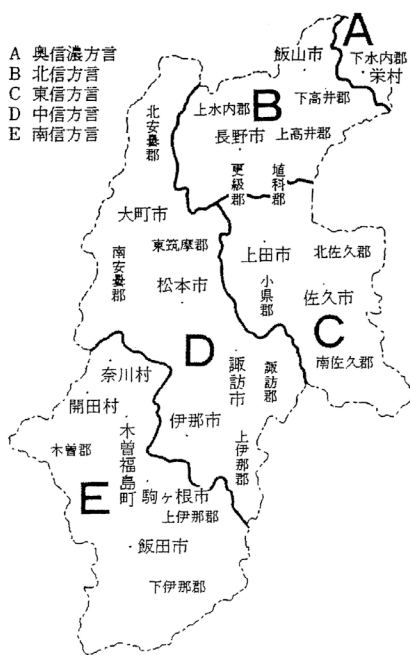 A 奥信濃方言
B 北信方言
C 東信方言
D 中信方言
E 南信方言
A
飯山市
下水内郡
栄村
B
上水内郡
下高井郡
北安曇郡
長野市
上高井郡
更級郡
埴科郡
大町市
東筑摩郡
上田市
北佐久郡
南安曇郡
小県郡
松本市
佐久市
C
D
南佐久郡
諏訪市
諏訪郡
奈川村
開田村
伊那市
木曽郡
木曽福島町
上伊那郡
E
駒ヶ根市
上伊那郡
飯田市
下伊那郡